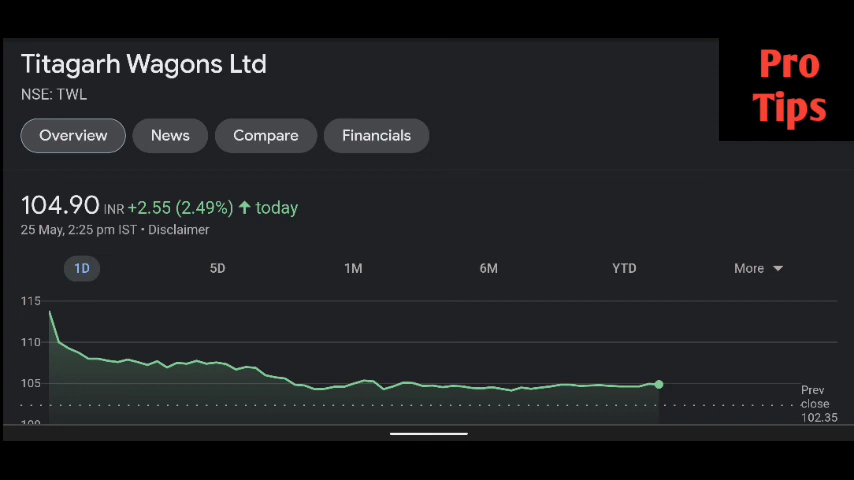 Titagarh Wagons Ltd
NSE: TWL
Pro
Tips
Overview News Compare Financials
104.90 INR +2.55 (2.49%) ↑ today
25 May, 2:25 pm IST • Disclaimer
1D 5D 1M 6M YTD More
115
110
105
Prev
close
102.35
100